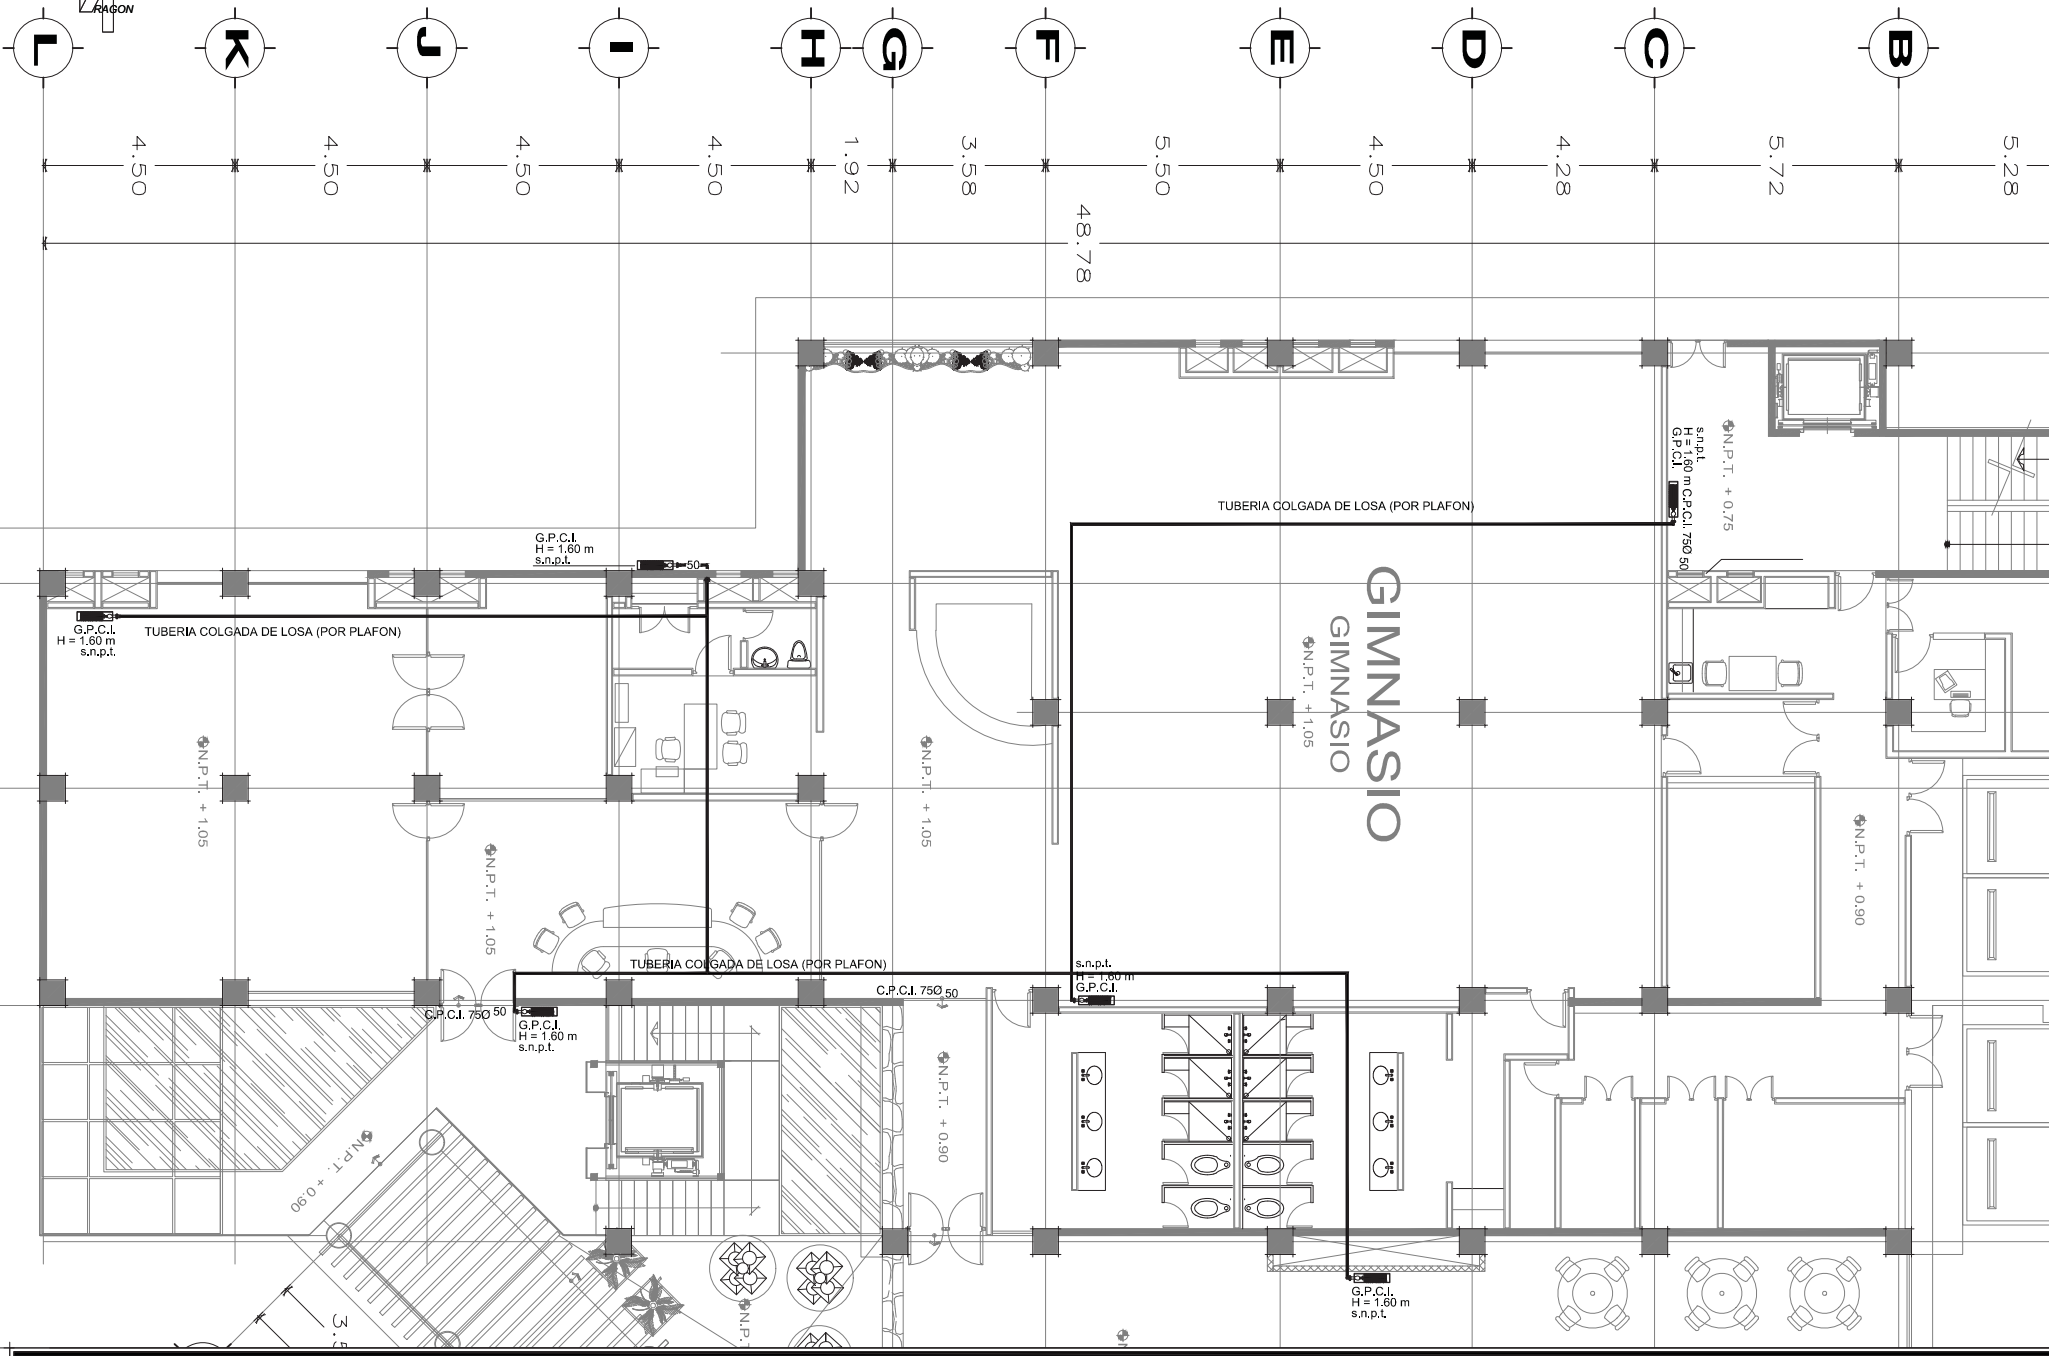 RAGON
L K J I H G F E D C B
4.50 4.50 4.50 4.50 1.92 3.58 5.50 4.50 4.28 5.72 5.28
48.78
N.P.T. +0.75
s.n.p.t.
H = 1.60 m C.P.C.I. 75Ø 50
G.P.C.I.
TUBERIA COLGADA DE LOSA (POR PLAFON)
G.P.C.I.
H = 1.60 m
s.n.p.t.
50
G.P.C.I.
H = 1.60 m
s.n.p.t.
TUBERIA COLGADA DE LOSA (POR PLAFON)
GIMNASIO
GIMNASIO
N.P.T. +1.05
N.P.T. +1.05
N.P.T. +1.05
N.P.T. +1.05
N.P.T. +0.90
TUBERIA COLGADA DE LOSA (POR PLAFON)
s.n.p.t.
H = 1.60 m
G.P.C.I.
C.P.C.I. 75Ø 50
C.P.C.I. 75Ø 50
G.P.C.I.
H = 1.60 m
s.n.p.t.
N.P.T. +0.90
N.P.T. +0.90
G.P.C.I.
H = 1.60 m
s.n.p.t.
N.P.T